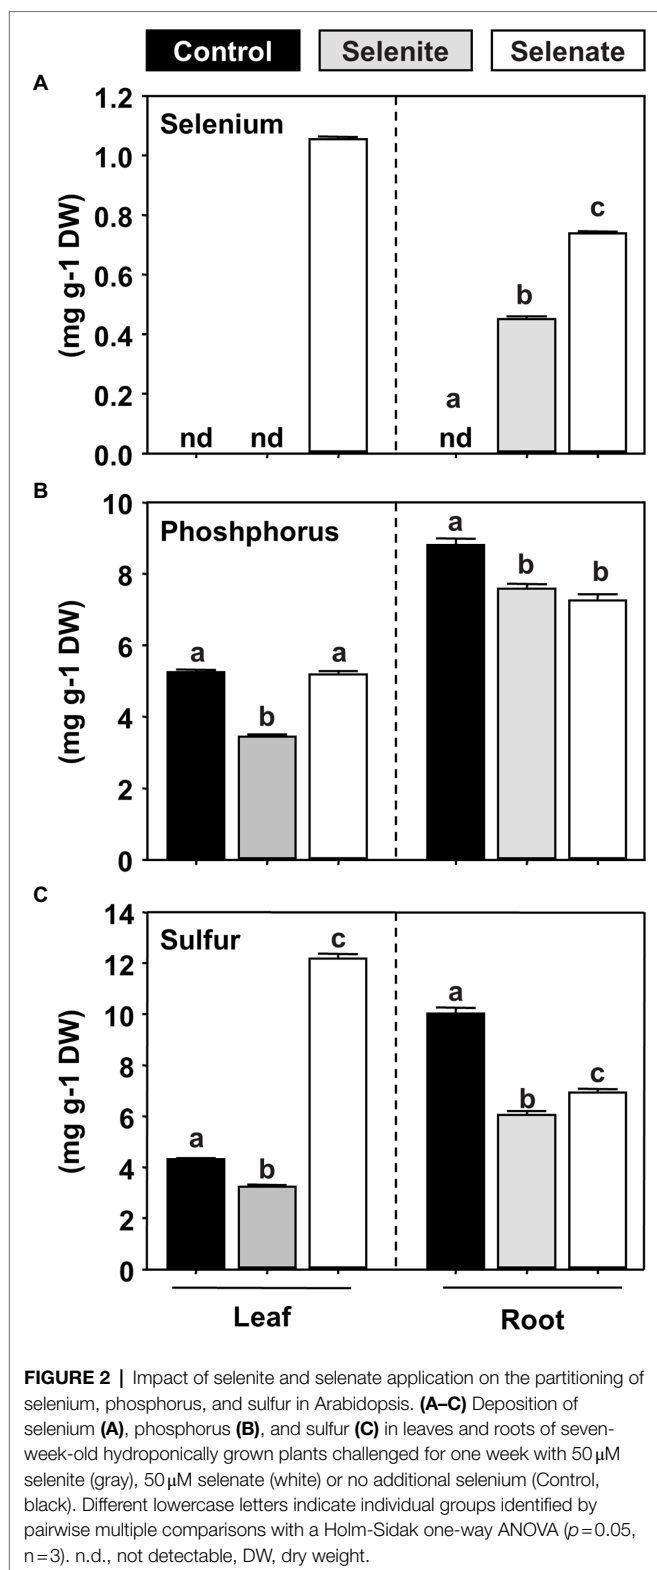 Control Selenite Selenate
A
Selenium
(mg g-1 DW)
1.2
1.0
0.8
0.6
0.4
0.2
0.0
nd nd a nd b c
B
Phoshphorus
(mg g-1 DW)
10
8
6
4
2
0
a b a a b b
C
Sulfur
(mg g-1 DW)
14
12
10
8
6
4
2
0
a b c a b c
Leaf Root
FIGURE 2 | Impact of selenite and selenate application on the partitioning of
selenium, phosphorus, and sulfur in Arabidopsis. (A–C) Deposition of
selenium (A), phosphorus (B), and sulfur (C) in leaves and roots of seven-
week-old hydroponically grown plants challenged for one week with 50 μM
selenite (gray), 50 μM selenate (white) or no additional selenium (Control,
black). Different lowercase letters indicate individual groups identified by
pairwise multiple comparisons with a Holm-Sidak one-way ANOVA (p = 0.05,
n = 3). n.d., not detectable, DW, dry weight.